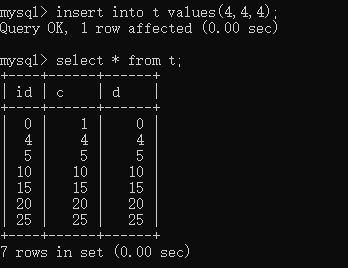 mysql> insert into t values(4,4,4);
Query OK, 1 row affected (0.00 sec)

mysql> select * from t;
+----+------+------+
| id | c    | d    |
+----+------+------+
|  0 |    1 |    0 |
|  4 |    4 |    4 |
|  5 |    5 |    5 |
| 10 |   10 |   10 |
| 15 |   15 |   15 |
| 20 |   20 |   20 |
| 25 |   25 |   25 |
+----+------+------+
7 rows in set (0.00 sec)